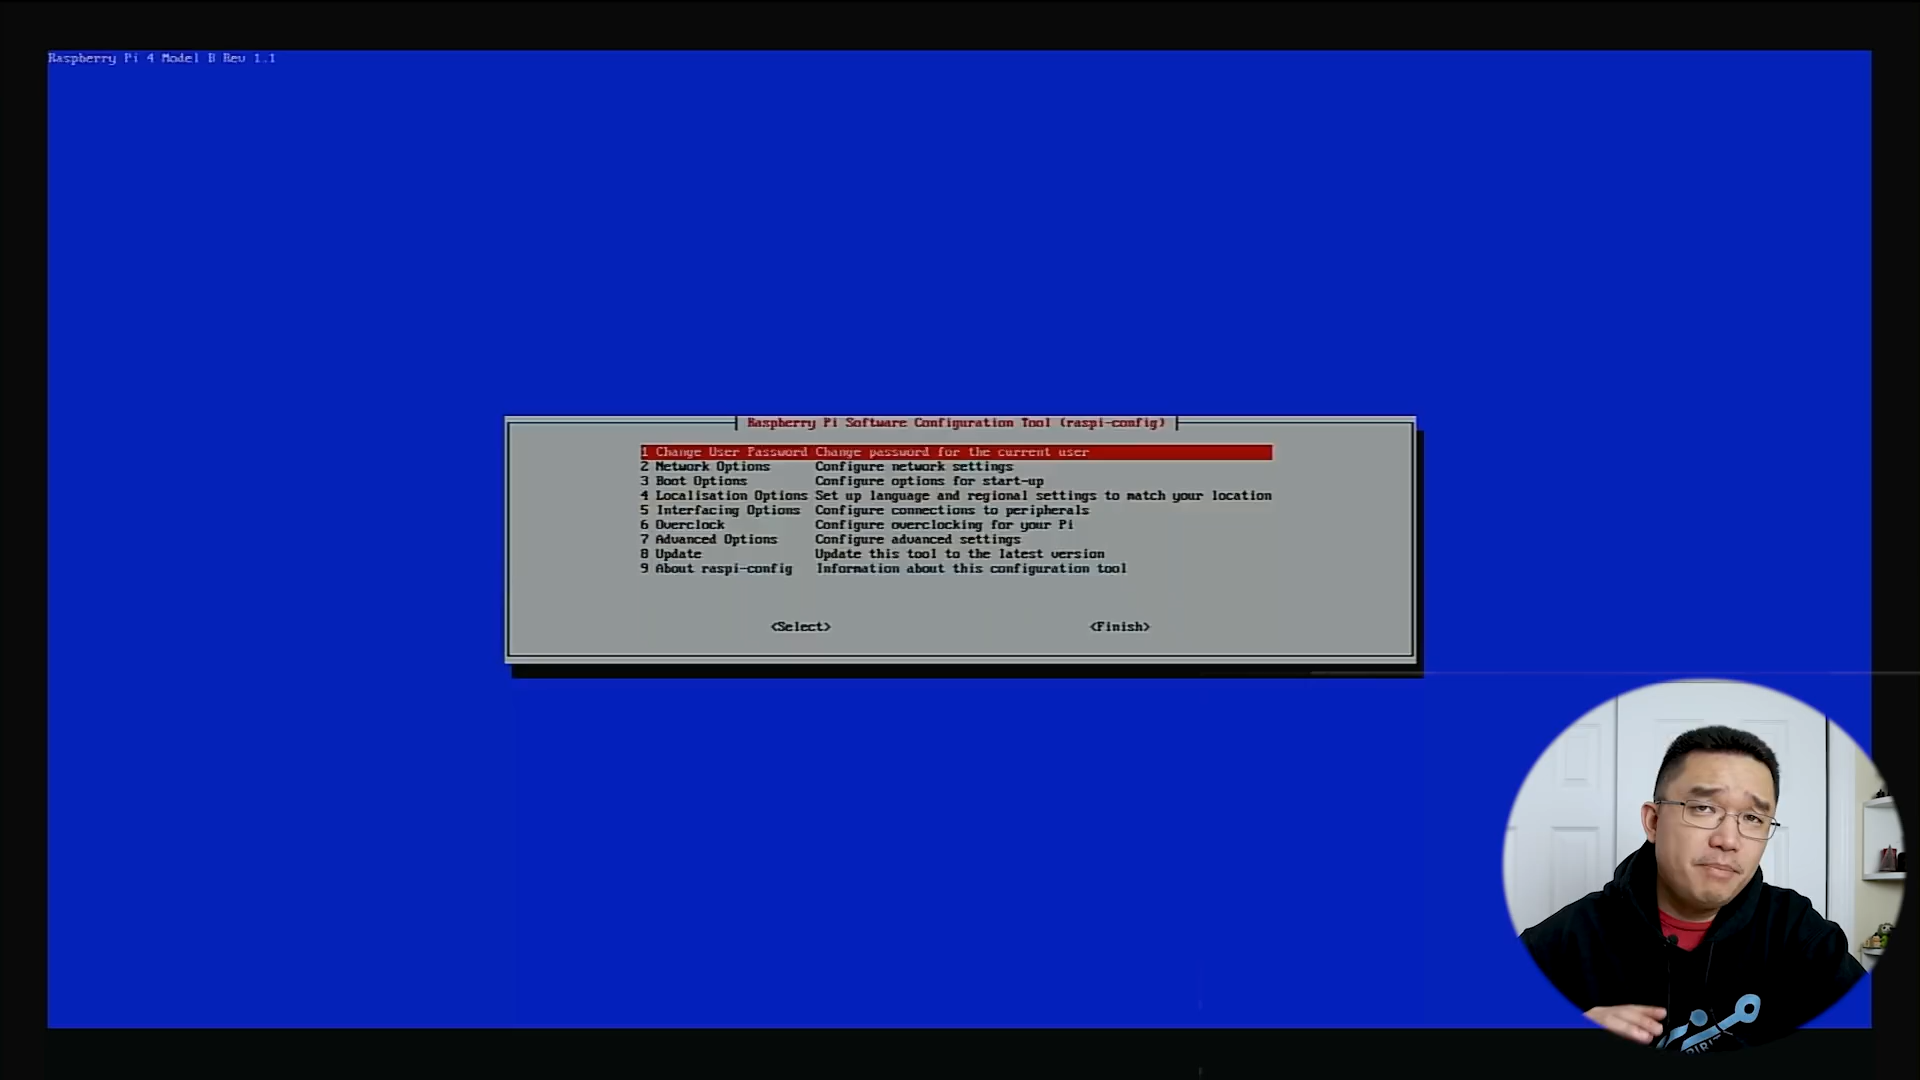 Raspberry Pi 4 Model B Rev 1.1
Raspberry Pi Software Configuration Tool (raspi-config)
1 Change User Password Change password for the current user
2 Network Options Configure network settings
3 Boot Options Configure options for start-up
4 Localisation Options Set up language and regional settings to match your location
5 Interfacing Options Configure connections to peripherals
6 Overclock Configure overclocking for your Pi
7 Advanced Options Configure advanced settings
8 Update Update this tool to the latest version
9 About raspi-config Information about this configuration tool
<Select> <Finish>